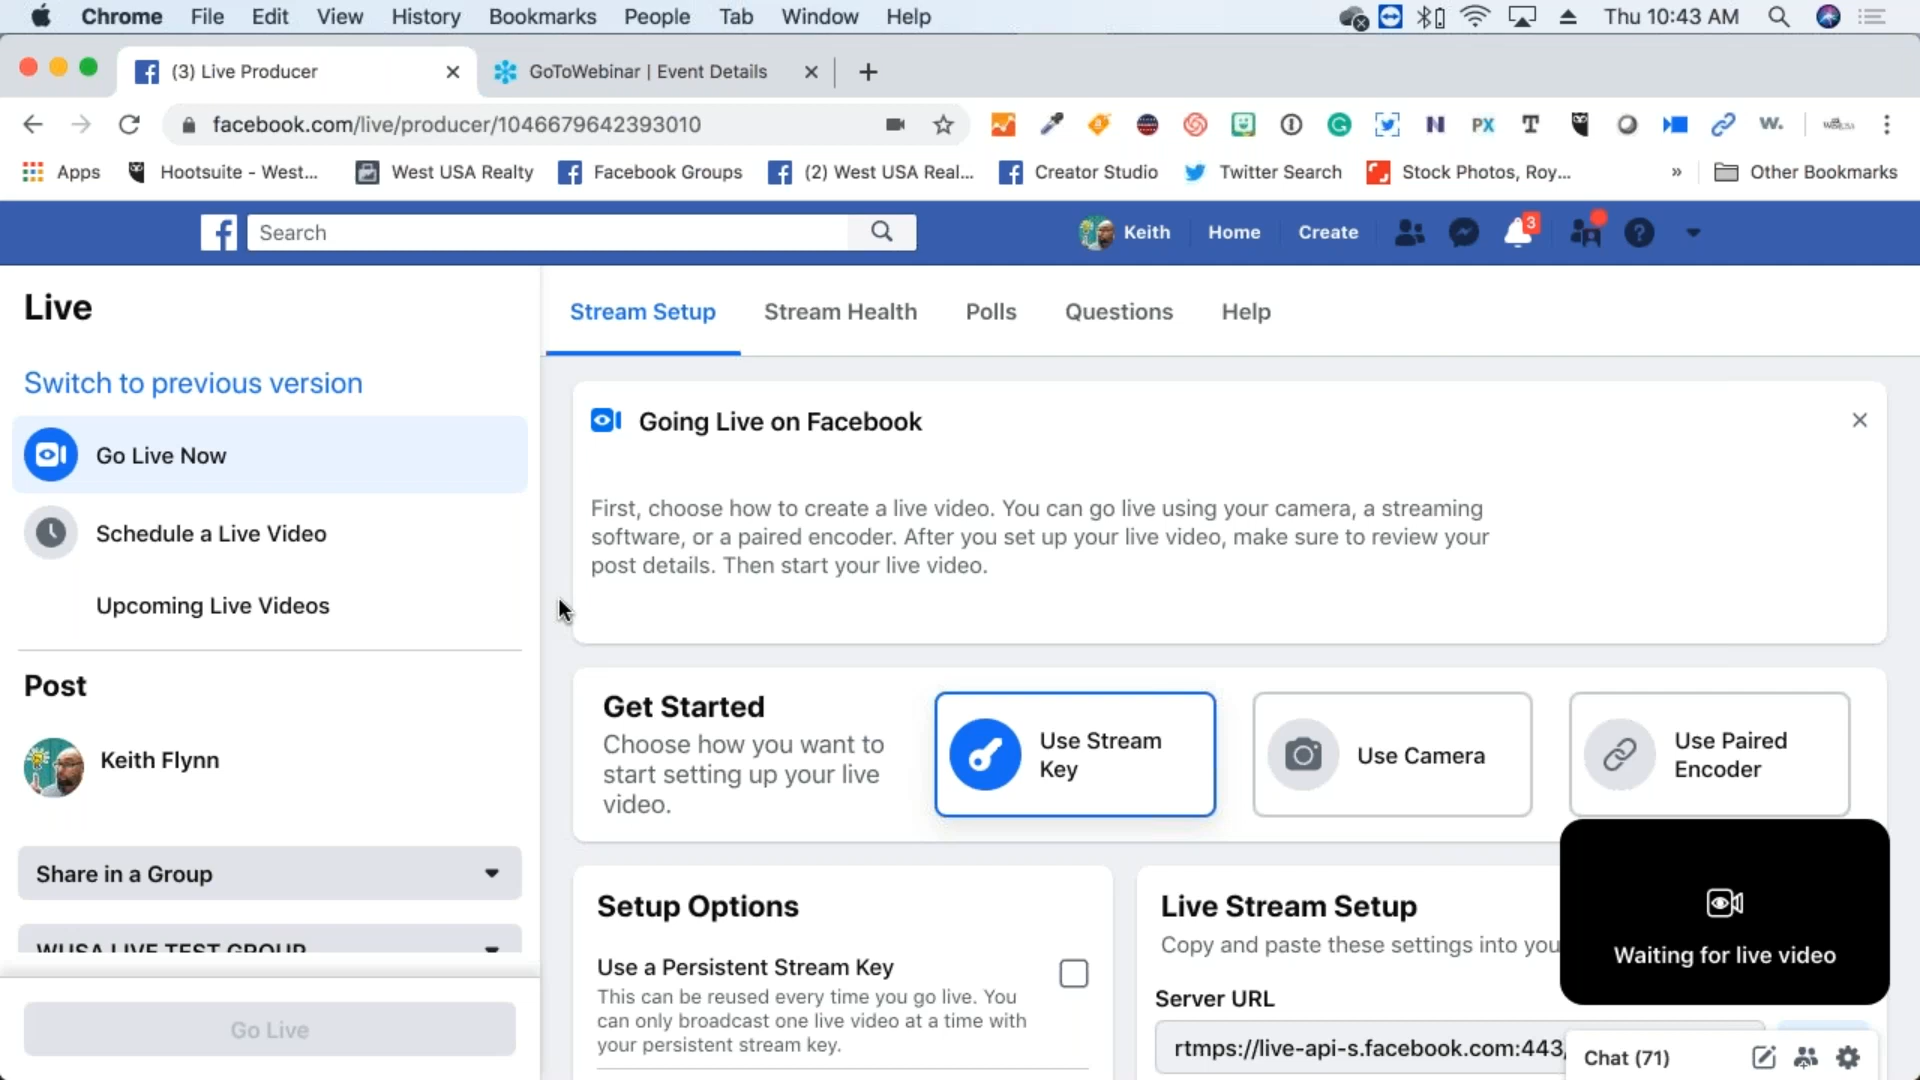 Chrome File Edit View History Bookmarks People Tab Window Help Thu 10:43 AM
(3) Live Producer GoToWebinar | Event Details
facebook.com/live/producer/1046679642393010 N PX T W.
Apps Hootsuite - West... West USA Realty Facebook Groups (2) West USA Real... Creator Studio Twitter Search Stock Photos, Roy... » Other Bookmarks
Search Keith Home Create 3
Live
Stream Setup Stream Health Polls Questions Help
Switch to previous version
Go Live Now
Schedule a Live Video
Upcoming Live Videos
Post
Keith Flynn
Share in a Group
WUSA LIVE TEST GROUP
Go Live
Going Live on Facebook
First, choose how to create a live video. You can go live using your camera, a streaming
software, or a paired encoder. After you set up your live video, make sure to review your
post details. Then start your live video.
Get Started
Choose how you want to
start setting up your live
video.
Use Stream
Key
Use Camera
Use Paired
Encoder
Setup Options
Use a Persistent Stream Key
This can be reused every time you go live. You
can only broadcast one live video at a time with
your persistent stream key.
Live Stream Setup
Copy and paste these settings into you
Server URL
rtmps://live-api-s.facebook.com:443/
Waiting for live video
Chat (71)